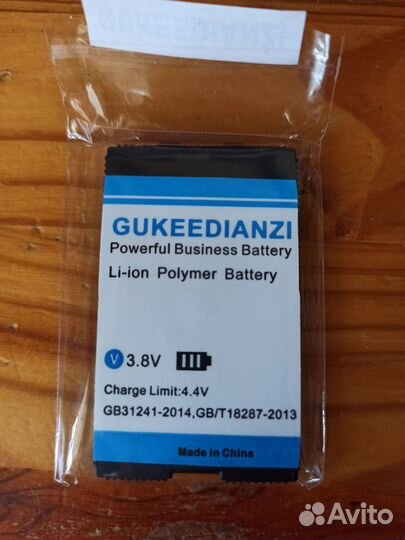 GUKEEDIANZI
GUKEEDIANZI
Powerful Business Battery
Li-ion Polymer Battery
V 3.8V
Charge Limit:4.4V
GB31241-2014,GB/T18287-2013
Made in China
Avito